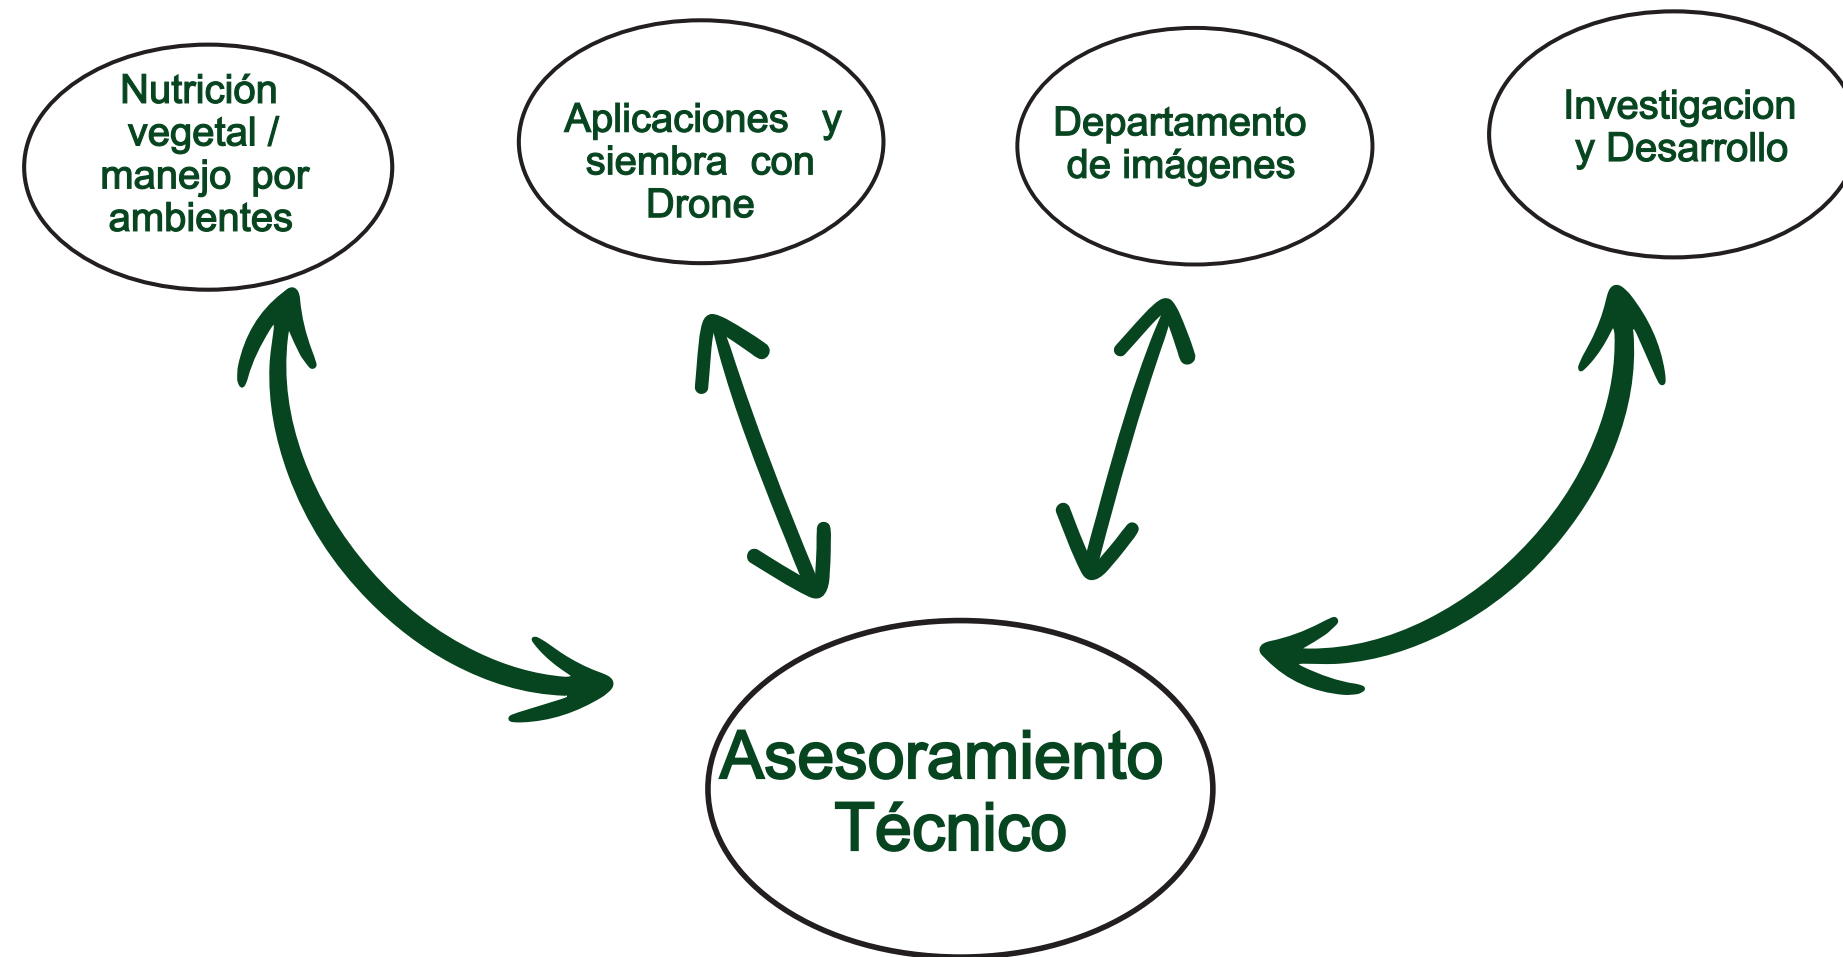 Nutrición
vegetal /
manejo por
ambientes
Aplicaciones y
siembra con
Drone
Departamento
de imágenes
Investigacion
y Desarrollo
Asesoramiento
Técnico